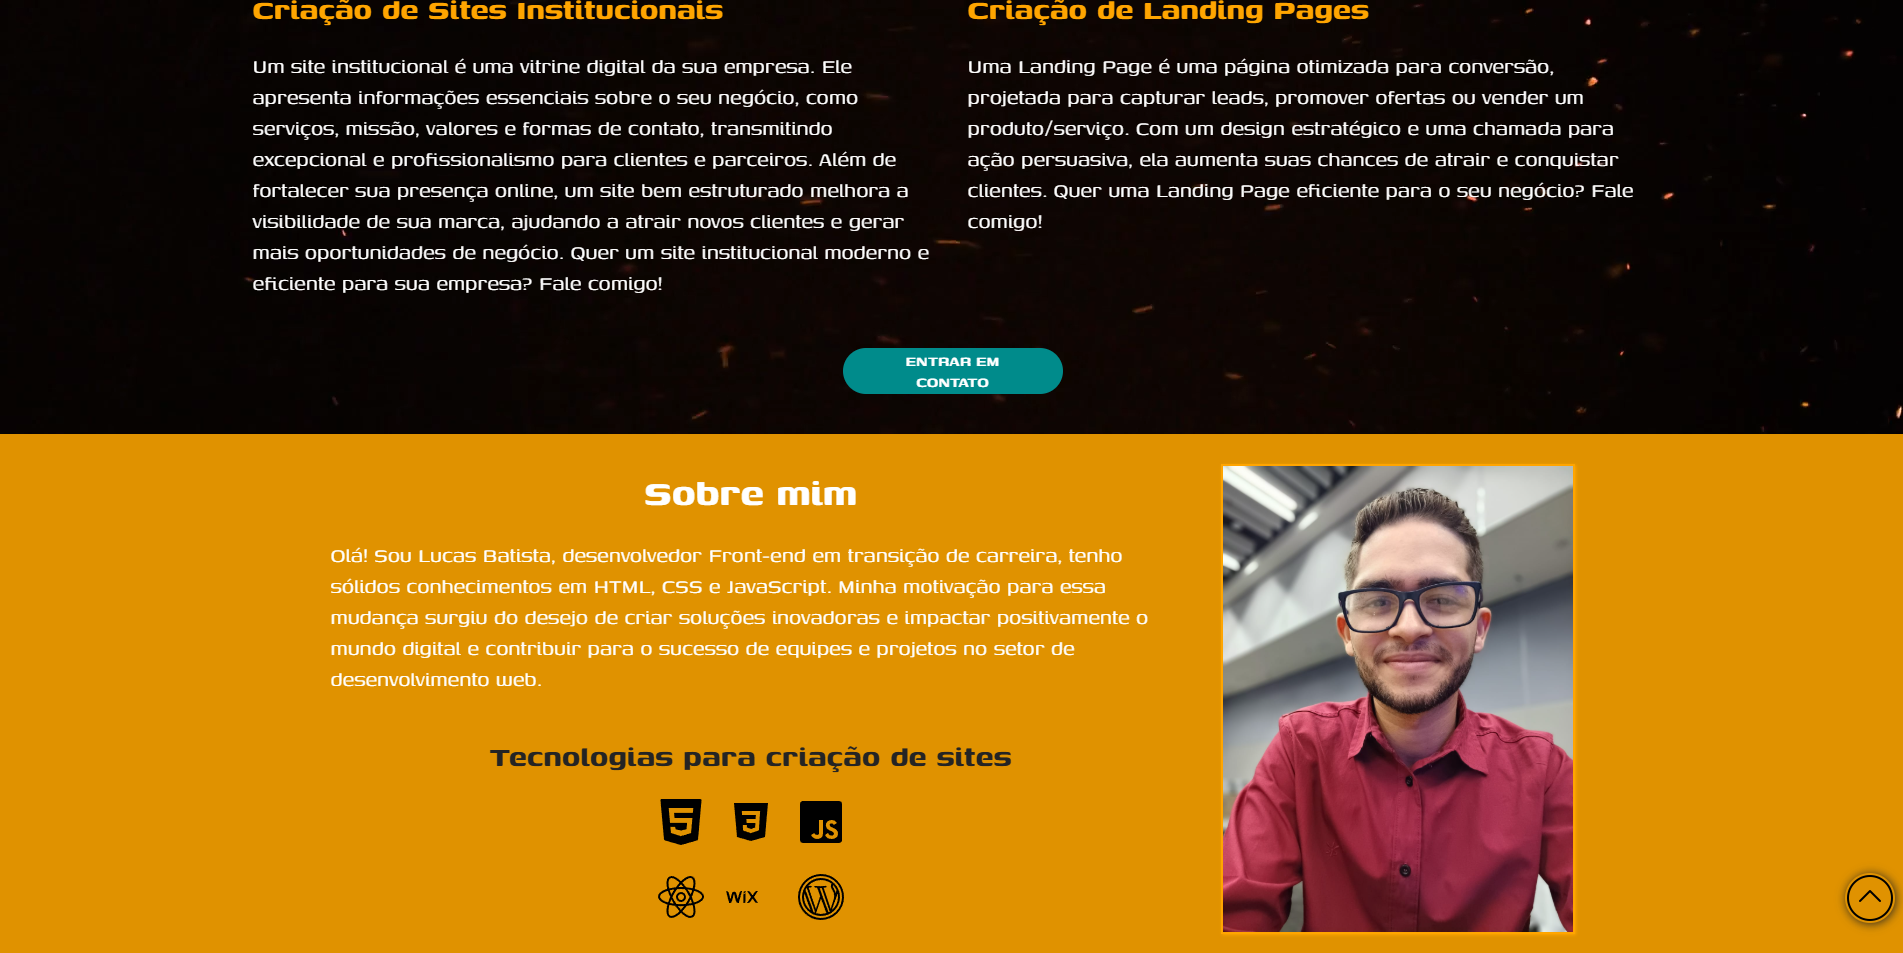 Criação de Sites Institucionais
Um site institucional é uma vitrine digital da sua empresa. Ele
apresenta informações essenciais sobre o seu negócio, como
serviços, missão, valores e formas de contato, transmitindo
excepcional e profissionalismo para clientes e parceiros. Além de
fortalecer sua presença online, um site bem estruturado melhora a
visibilidade de sua marca, ajudando a atrair novos clientes e gerar
mais oportunidades de negócio. Quer um site institucional moderno e
eficiente para sua empresa? Fale comigo!
Criação de Landing Pages
Uma Landing Page é uma página otimizada para conversão,
projetada para capturar leads, promover ofertas ou vender um
produto/serviço. Com um design estratégico e uma chamada para
ação persuasiva, ela aumenta suas chances de atrair e conquistar
clientes. Quer uma Landing Page eficiente para o seu negócio? Fale
comigo!
ENTRAR EM
CONTATO
Sobre mim
Olá! Sou Lucas Batista, desenvolvedor Front-end em transição de carreira, tenho
sólidos conhecimentos em HTML, CSS e JavaScript. Minha motivação para essa
mudança surgiu do desejo de criar soluções inovadoras e impactar positivamente o
mundo digital e contribuir para o sucesso de equipes e projetos no setor de
desenvolvimento web.
Tecnologias para criação de sites
5 3 JS
WiX W